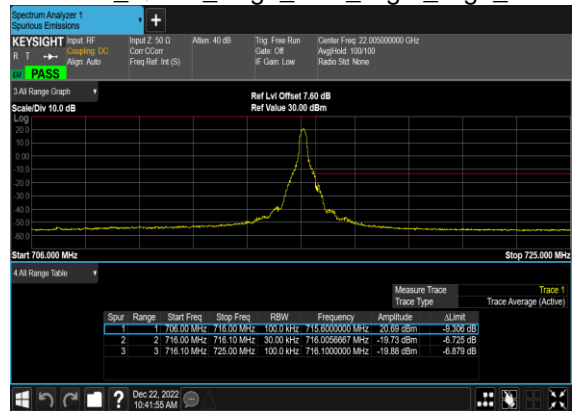 Spectrum Analyzer 1
Spurious Emissions
+
KEYSIGHT Input: RF Input Z: 50 Ω Atten: 40 dB Trig: Free Run Center Freq: 22.005000000 GHz
R T Coupling: DC Corr CCorr Gate: Off Avg|Hold: 100/100
Align: Auto Freq Ref: Int (S) IF Gain: Low Radio Std: None
PASS
3 All Range Graph
Ref Lvl Offset 7.60 dB
Scale/Div 10.0 dB Ref Value 30.00 dBm
Log
20.0
10.0
0.00
-10.0
-20.0
-30.0
-40.0
-50.0
-60.0
Start 706.000 MHz Stop 725.000 MHz
4 All Range Table
Measure Trace Trace 1
Trace Type Trace Average (Active)
Spur Range Start Freq Stop Freq RBW Frequency Amplitude ΔLimit
1 1 706.00 MHz 716.00 MHz 100.0 kHz 715.6000000 MHz 20.69 dBm -9.306 dB
2 2 716.00 MHz 716.10 MHz 30.00 kHz 716.0056667 MHz -19.73 dBm -6.725 dB
3 3 716.10 MHz 725.00 MHz 100.0 kHz 716.1000000 MHz -19.88 dBm -6.879 dB
? Dec 22, 2022
10:41:55 AM